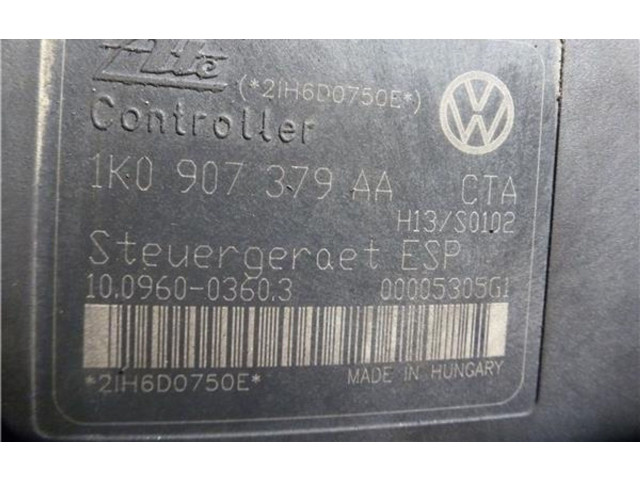 Ate
(*2IH6D0750E*)
Controller
1K0 907 379 AA CTA
H13/S0102
Steuergeraet ESP
10.0960-0360.3 00005305G1
*2IH6D0750E* MADE IN HUNGARY